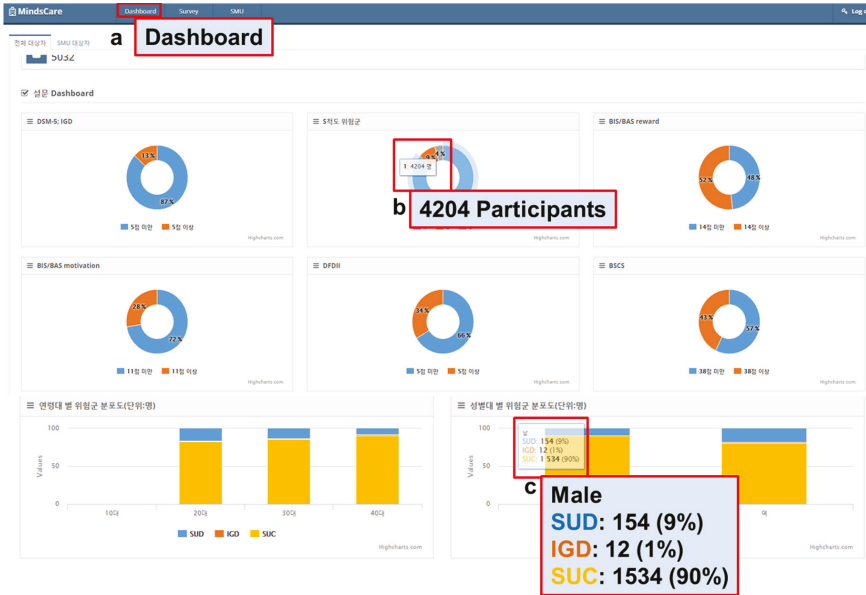 MindsCare Dashboard Survey SMU Log
전체 대상자 SMU 대상자
a Dashboard
5032
설문 Dashboard
DSM-5; IGD
13%
87%
5점 미만 5점 이상
Highcharts.com
5척도 위험군
9% 4%
1: 4204 명
b 4204 Participants
BIS/BAS reward
52% 48%
14점 미만 14점 이상
Highcharts.com
BIS/BAS motivation
28%
72%
11점 미만 11점 이상
Highcharts.com
DFDII
34%
66%
5점 미만 5점 이상
Highcharts.com
BSCS
43%
57%
38점 미만 38점 이상
Highcharts.com
연령대 별 위험군 분포도(단위:명)
Values
100
50
0
10대 20대 30대 40대
SUD IGD SUC
Highcharts.com
성별대 별 위험군 분포도(단위:명)
Values
100
50
0
SUD: 154 (9%)
IGD: 12 (1%)
SUC: 1 534 (90%)
여
c Male
SUD: 154 (9%)
IGD: 12 (1%)
SUC: 1534 (90%)
Highcharts.com